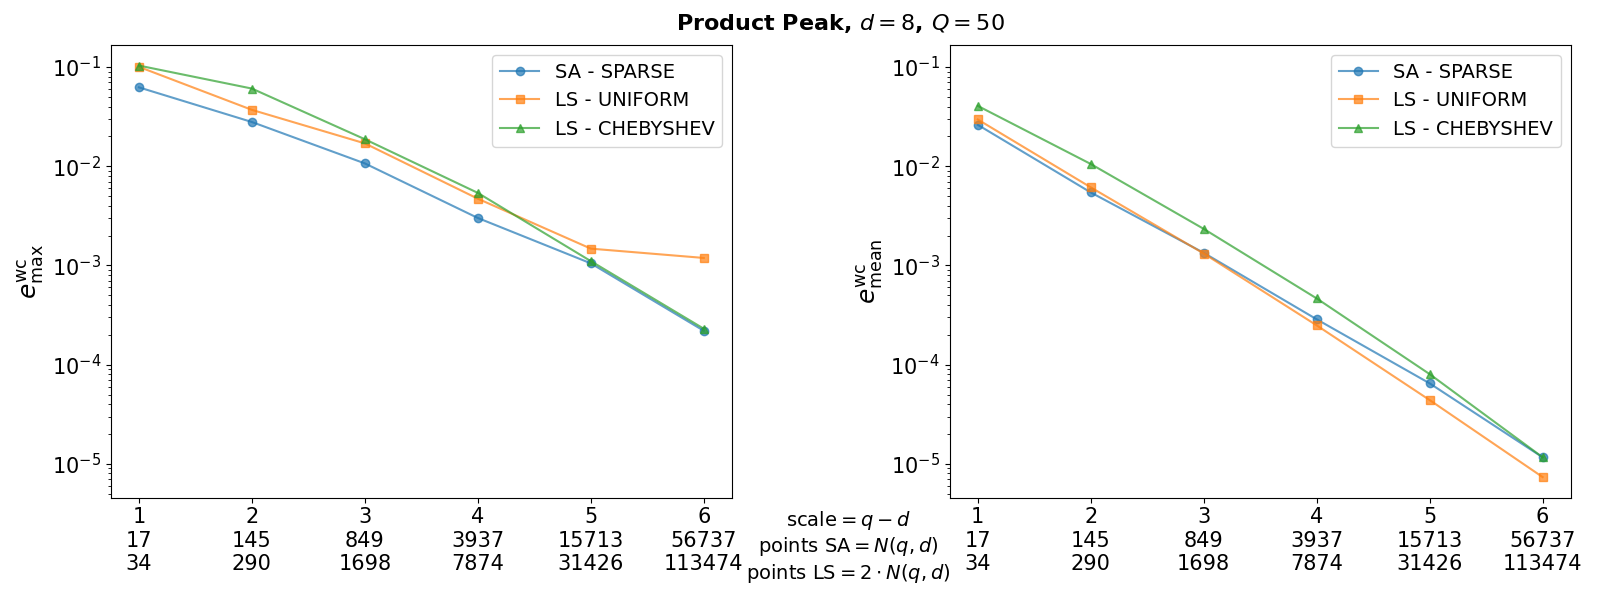 Product Peak, d = 8, Q = 50
e^wc_max
10^-1
10^-2
10^-3
10^-4
10^-5
SA - SPARSE
LS - UNIFORM
LS - CHEBYSHEV
1 2 3 4 5 6
17 145 849 3937 15713 56737
34 290 1698 7874 31426 113474
scale = q − d
points SA = N(q, d)
points LS = 2 · N(q, d)
e^wc_mean
10^-1
10^-2
10^-3
10^-4
10^-5
SA - SPARSE
LS - UNIFORM
LS - CHEBYSHEV
1 2 3 4 5 6
17 145 849 3937 15713 56737
34 290 1698 7874 31426 113474